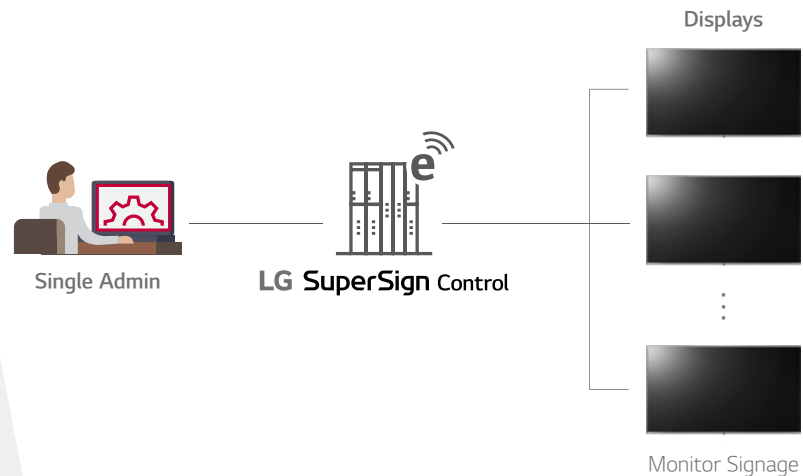 Displays
e
Single Admin
LG SuperSign Control
Monitor Signage